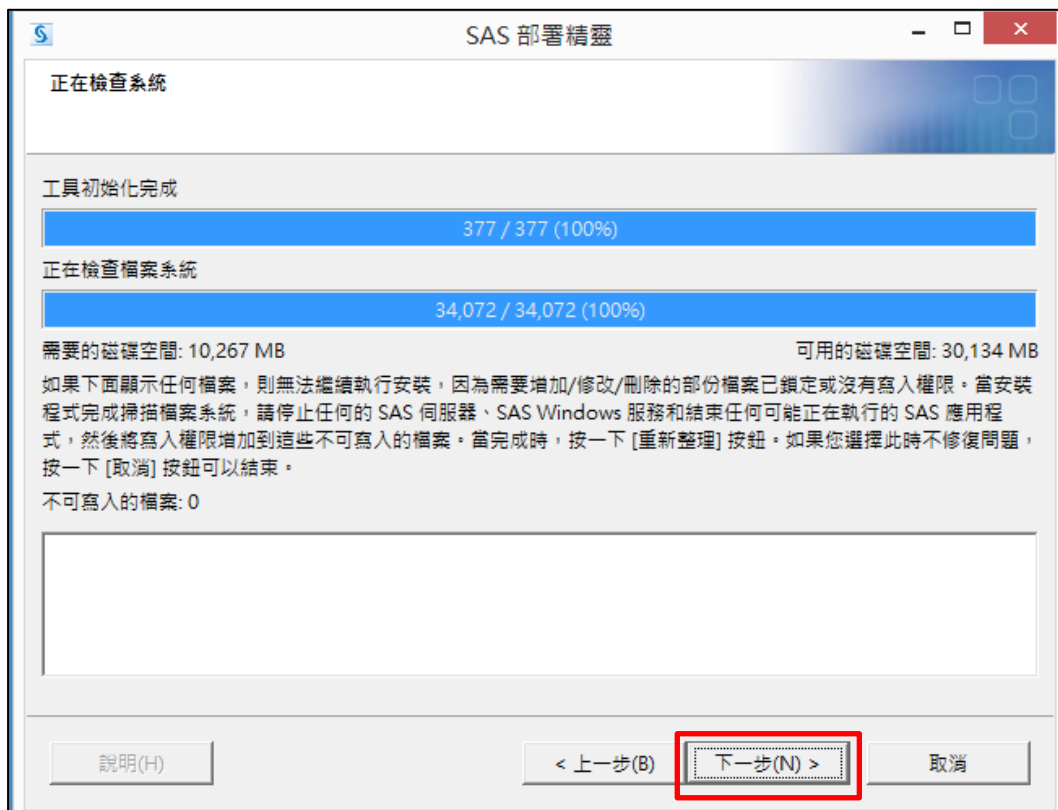 SAS 部署精靈
正在檢查系統
工具初始化完成
377 / 377 (100%)
正在檢查檔案系統
34,072 / 34,072 (100%)
需要的磁碟空間: 10,267 MB 可用的磁碟空間: 30,134 MB
如果下面顯示任何檔案，則無法繼續執行安裝，因為需要增加/修改/刪除的部份檔案已鎖定或沒有寫入權限。當安裝
程式完成掃描檔案系統，請停止任何的 SAS 伺服器、SAS Windows 服務和結束任何可能正在執行的 SAS 應用程
式，然後將寫入權限增加到這些不可寫入的檔案。當完成時，按一下 [重新整理] 按鈕。如果您選擇此時不修復問題，
按一下 [取消] 按鈕可以結束。
不可寫入的檔案: 0
說明(H) < 上一步(B) 下一步(N) > 取消